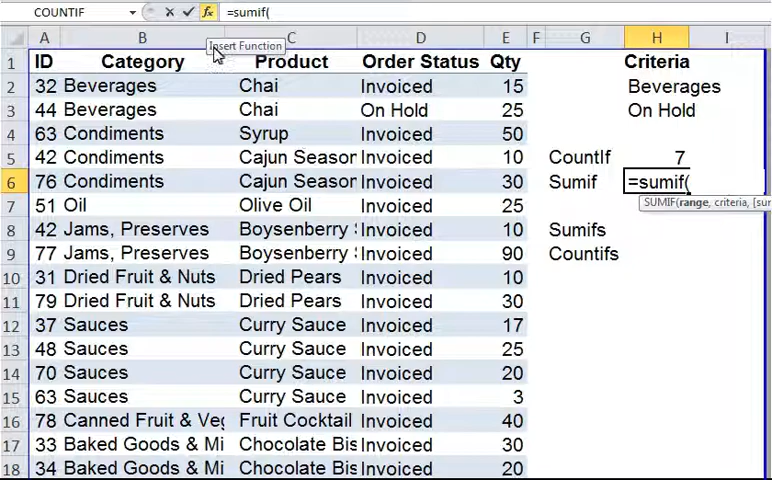 COUNTIF =sumif(
Insert Function
A B C D E F G H I
1 ID Category Product Order Status Qty Criteria
2 32 Beverages Chai Invoiced 15 Beverages
3 44 Beverages Chai On Hold 25 On Hold
4 63 Condiments Syrup Invoiced 50
5 42 Condiments Cajun Season Invoiced 10 CountIf 7
6 76 Condiments Cajun Season Invoiced 30 Sumif =sumif(
SUMIF(range, criteria, [sum
7 51 Oil Olive Oil Invoiced 25
8 42 Jams, Preserves Boysenberry Invoiced 10 Sumifs
9 77 Jams, Preserves Boysenberry Invoiced 90 Countifs
10 31 Dried Fruit & Nuts Dried Pears Invoiced 10
11 79 Dried Fruit & Nuts Dried Pears Invoiced 30
12 37 Sauces Curry Sauce Invoiced 17
13 48 Sauces Curry Sauce Invoiced 25
14 70 Sauces Curry Sauce Invoiced 20
15 63 Sauces Curry Sauce Invoiced 3
16 78 Canned Fruit & Veg Fruit Cocktail Invoiced 40
17 33 Baked Goods & Mi Chocolate Bis Invoiced 30
18 34 Baked Goods & Mi Chocolate Bis Invoiced 20